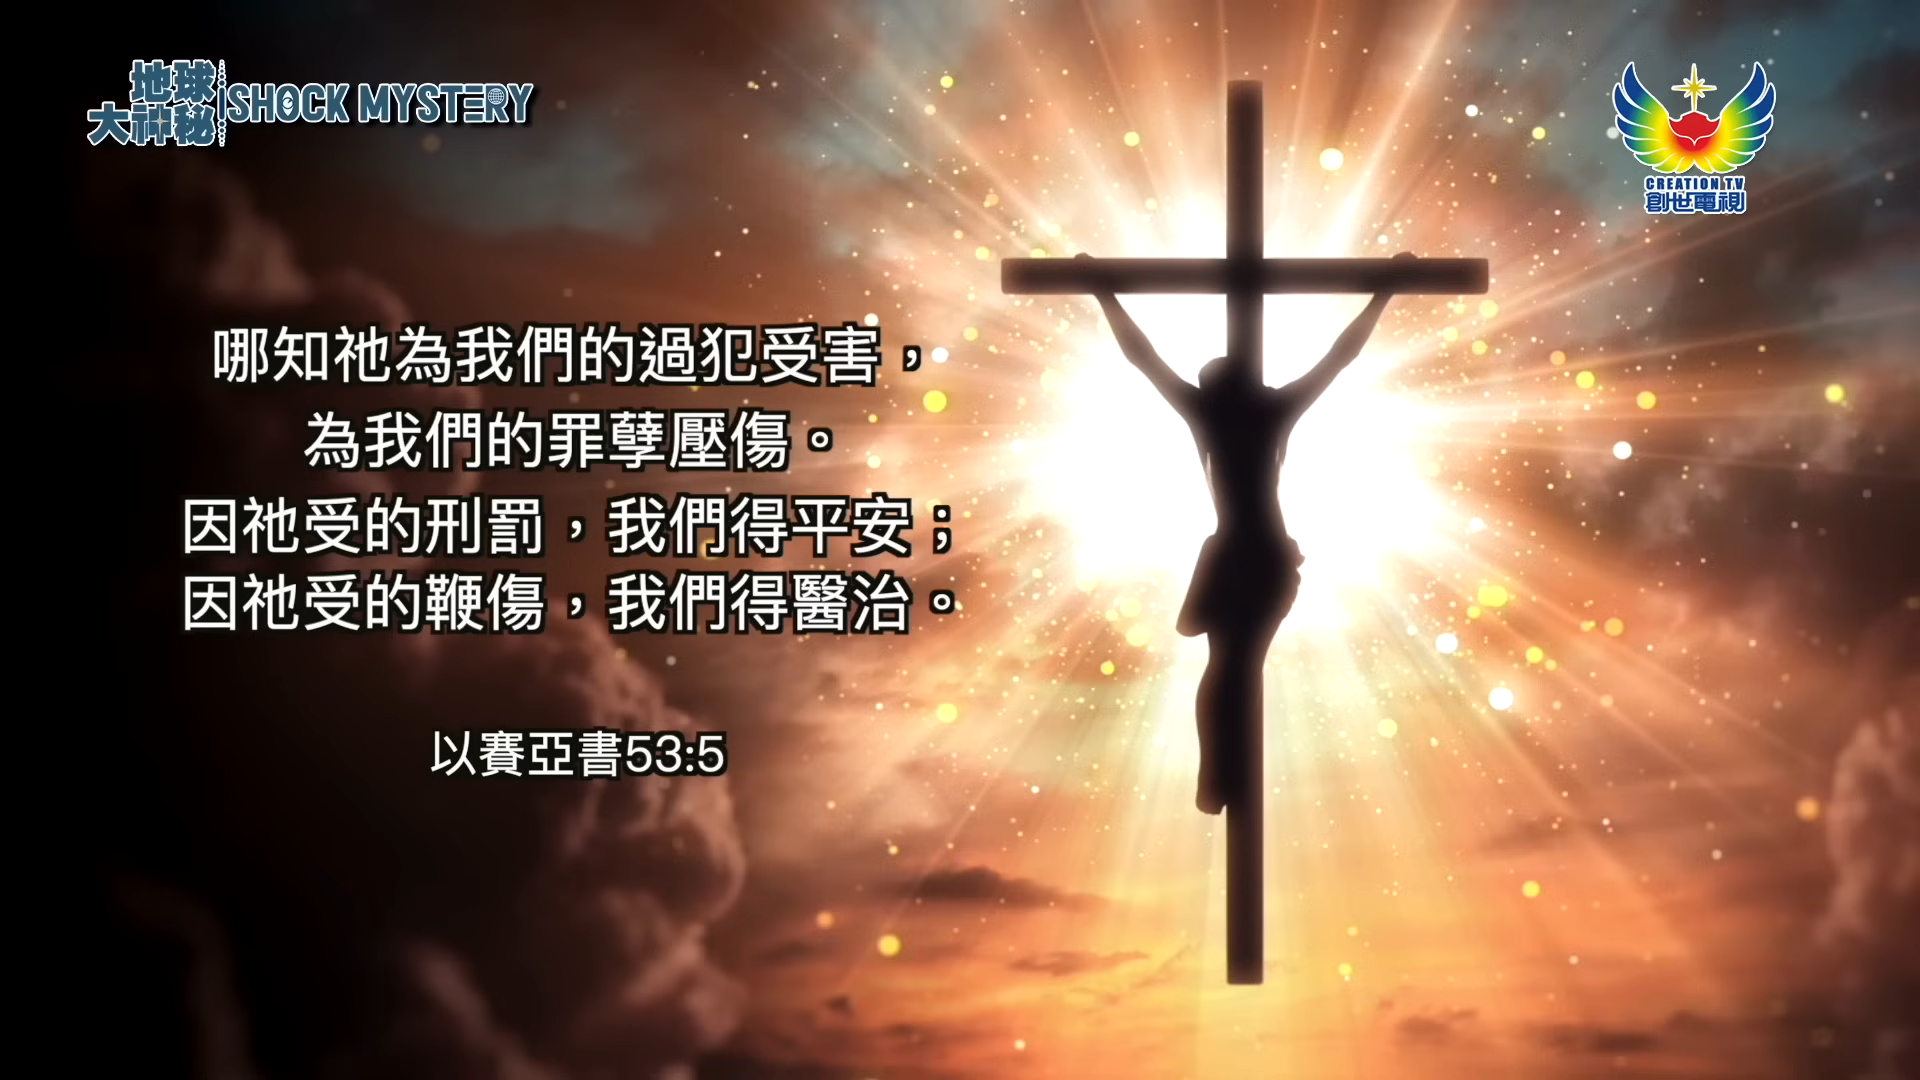 地球
大神秘
iSHOCK MYSTERY
CREATION TV
創世電視
哪知祂為我們的過犯受害，
為我們的罪孽壓傷。
因祂受的刑罰，我們得平安；
因祂受的鞭傷，我們得醫治。
以賽亞書53:5